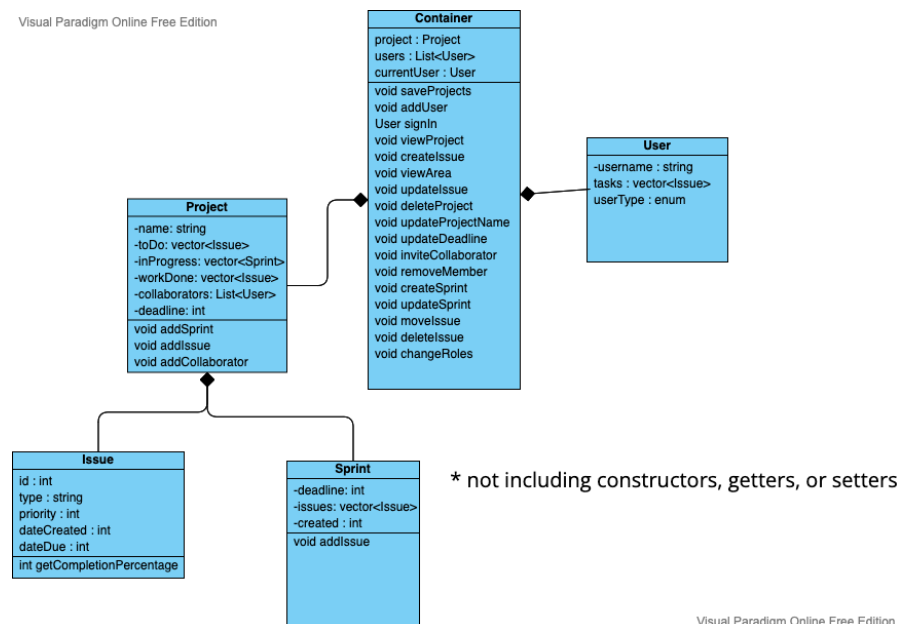 Visual Paradigm Online Free Edition
Container
project : Project
users : List<User>
currentUser : User
void saveProjects
void addUser
User signIn
void viewProject
void createIssue
void viewArea
void updateIssue
void deleteProject
void updateProjectName
void updateDeadline
void inviteCollaborator
void removeMember
void createSprint
void updateSprint
void moveIssue
void deleteIssue
void changeRoles
User
-username : string
tasks : vector<Issue>
userType : enum
Project
-name: string
-toDo: vector<Issue>
-inProgress: vector<Sprint>
-workDone: vector<Issue>
-collaborators: List<User>
-deadline: int
void addSprint
void addIssue
void addCollaborator
Issue
id : int
type : string
priority : int
dateCreated : int
dateDue : int
int getCompletionPercentage
Sprint
-deadline: int
-issues: vector<Issue>
-created : int
void addIssue
* not including constructors, getters, or setters
Visual Paradigm Online Free Edition